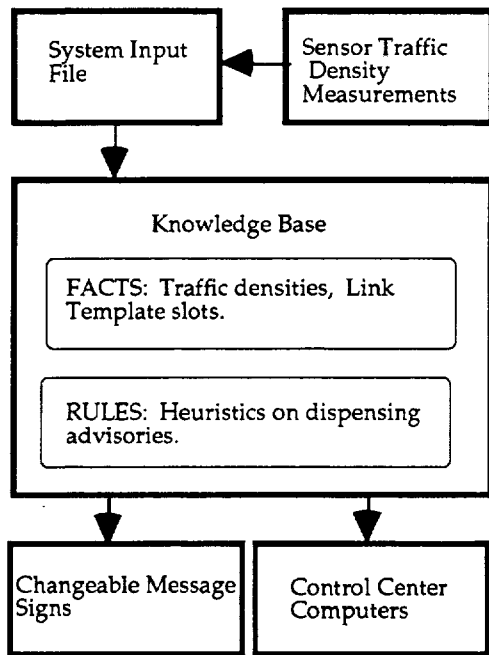 System Input
File
Sensor Traffic
Density
Measurements
Knowledge Base
FACTS: Traffic densities, Link
Template slots.
RULES: Heuristics on dispensing
advisories.
Changeable Message
Signs
Control Center
Computers